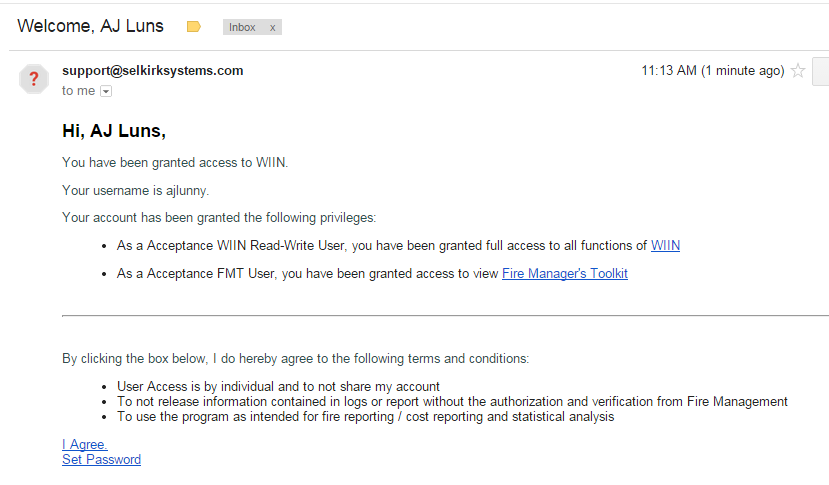 Welcome, AJ Luns
Inbox x
?
support@selkirksystems.com
11:13 AM (1 minute ago)
to me
Hi, AJ Luns,
You have been granted access to WIIN.
Your username is ajlunny.
Your account has been granted the following privileges:
• As a Acceptance WIIN Read-Write User, you have been granted full access to all functions of WIIN
• As a Acceptance FMT User, you have been granted access to view Fire Manager's Toolkit
By clicking the box below, I do hereby agree to the following terms and conditions:
• User Access is by individual and to not share my account
• To not release information contained in logs or report without the authorization and verification from Fire Management
• To use the program as intended for fire reporting / cost reporting and statistical analysis
I Agree.
Set Password